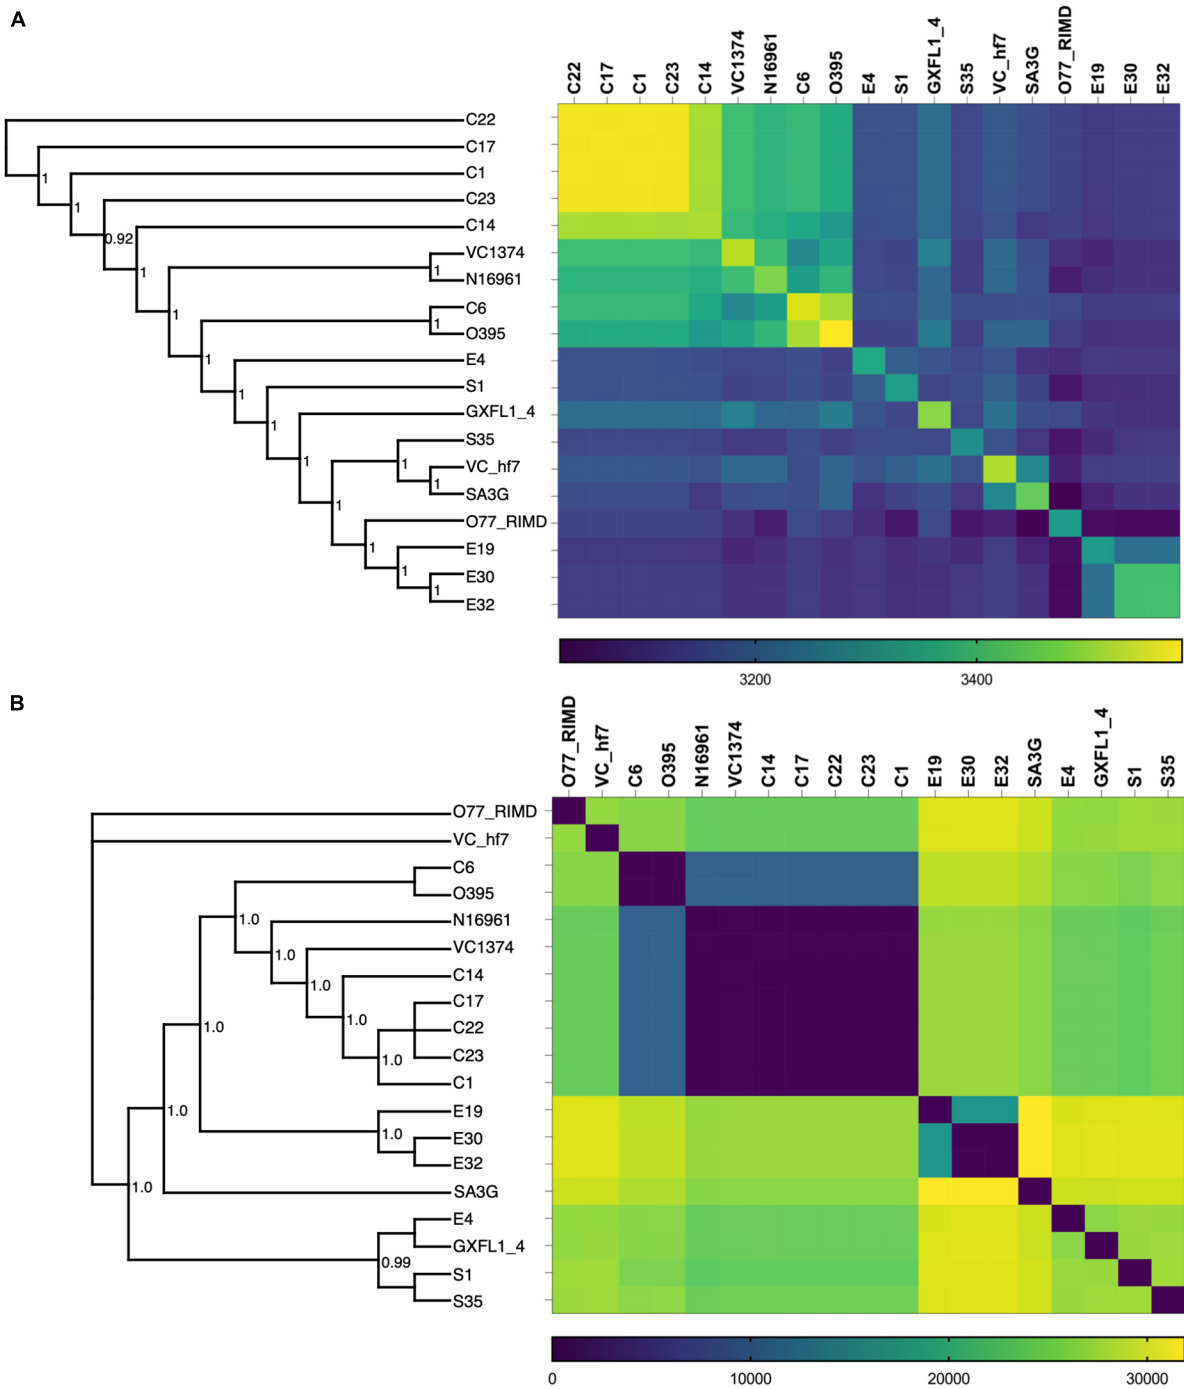 A
C22 C17 C1 C23 C14 VC1374 N16961 C6 O395 E4 S1 GXFL1_4 S35 VC_hf7 SA3G O77_RIMD E19 E30 E32
C22
C17
1
C1
1
C23
0.92
C14
1
VC1374
1
N16961
1
C6
1
O395
1
E4
1
S1
1
GXFL1_4
1
S35
1
VC_hf7
1
SA3G
1
O77_RIMD
1
E19
1
E30
1
E32
3200 3400
B
O77_RIMD VC_hf7 C6 O395 N16961 VC1374 C14 C17 C22 C23 C1 E19 E30 E32 SA3G E4 GXFL1_4 S1 S35
O77_RIMD
VC_hf7
C6
O395
1.0
N16961
1.0
VC1374
1.0
C14
1.0
C17
1.0
C22
C23
1.0
C1
E19
1.0
1.0
E30
E32
1.0
SA3G
E4
GXFL1_4
0.99
S1
S35
0 10000 20000 30000